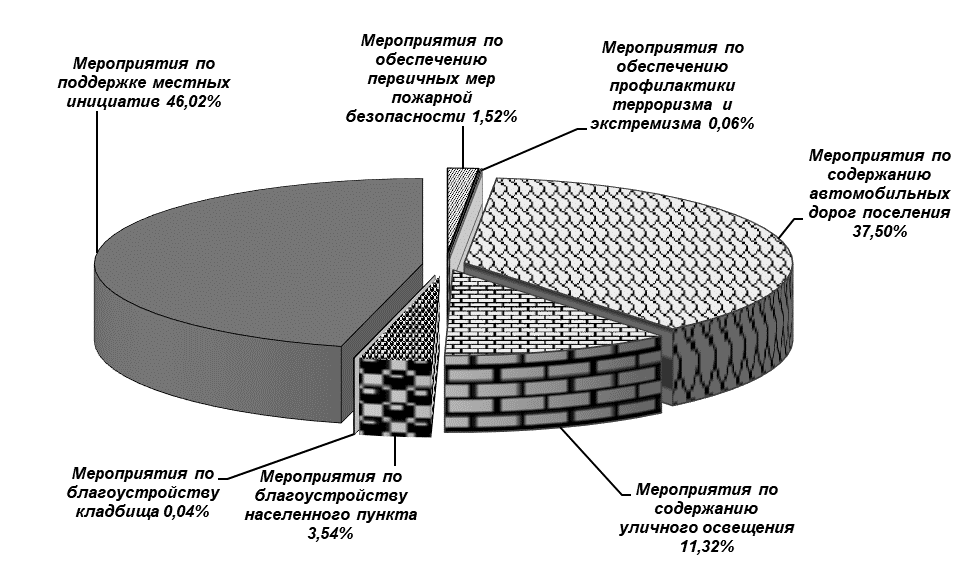 Мероприятия по
поддержке местных
инициатив 46,02%
Мероприятия по
обеспечению
первичных мер
пожарной
безопасности 1,52%
Мероприятия по
обеспечению
профилактики
терроризма и
экстремизма 0,06%
Мероприятия по
содержанию
автомобильных
дорог поселения
37,50%
Мероприятия по
благоустройству
кладбища 0,04%
Мероприятия по
благоустройству
населенного пункта
3,54%
Мероприятия по
содержанию
уличного освещения
11,32%